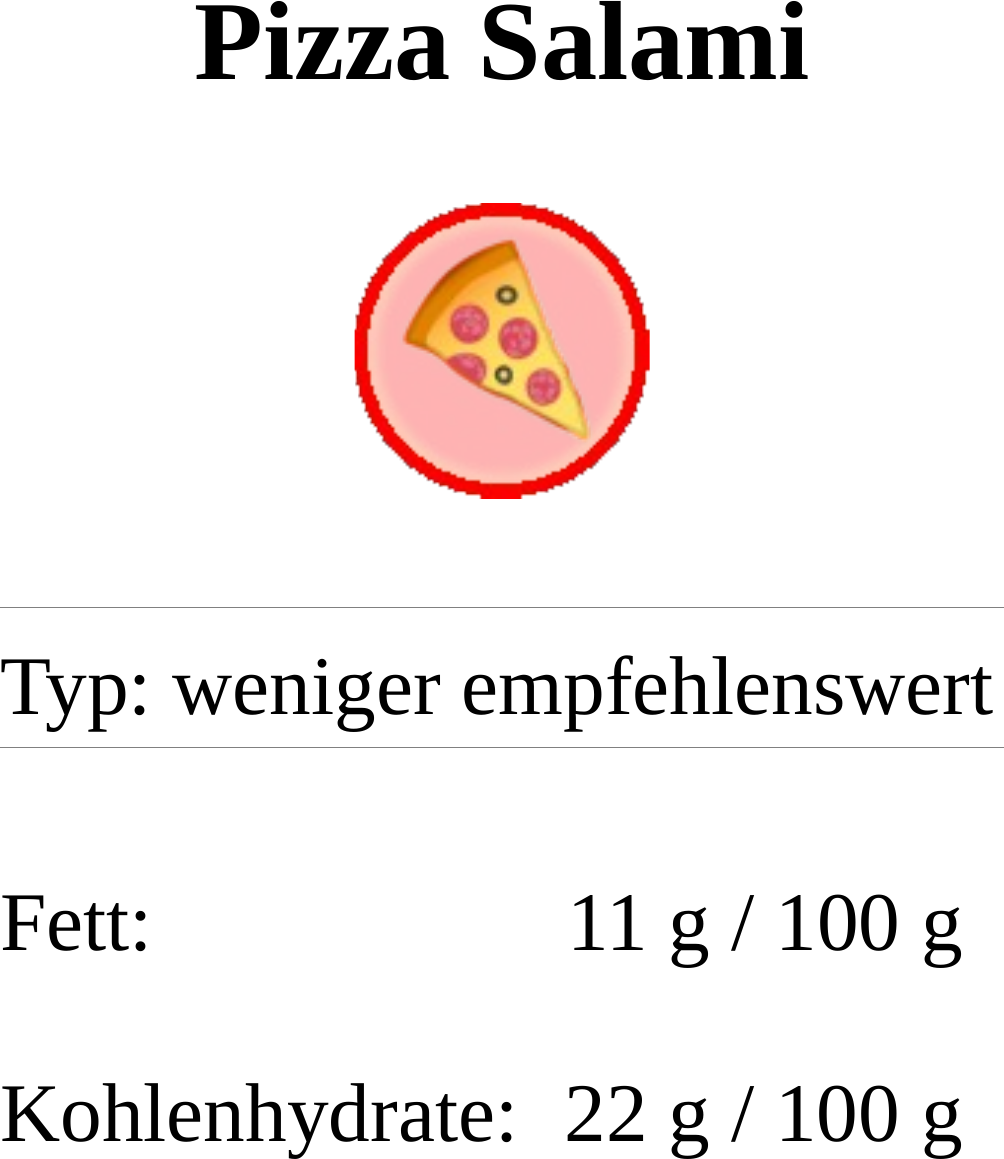 Pizza Salami
Typ: weniger empfehlenswert
Fett: 11 g / 100 g
Kohlenhydrate: 22 g / 100 g